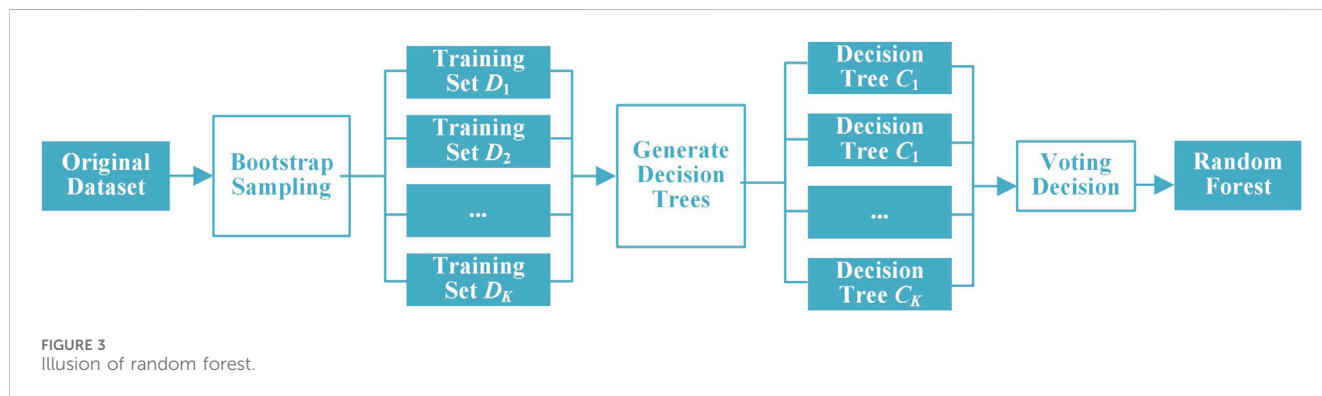 Original
Dataset
Bootstrap
Sampling
Training
Set D1
Training
Set D2
...
Training
Set DK
Generate
Decision
Trees
Decision
Tree C1
Decision
Tree C1
...
Decision
Tree CK
Voting
Decision
Random
Forest
FIGURE 3
Illusion of random forest.